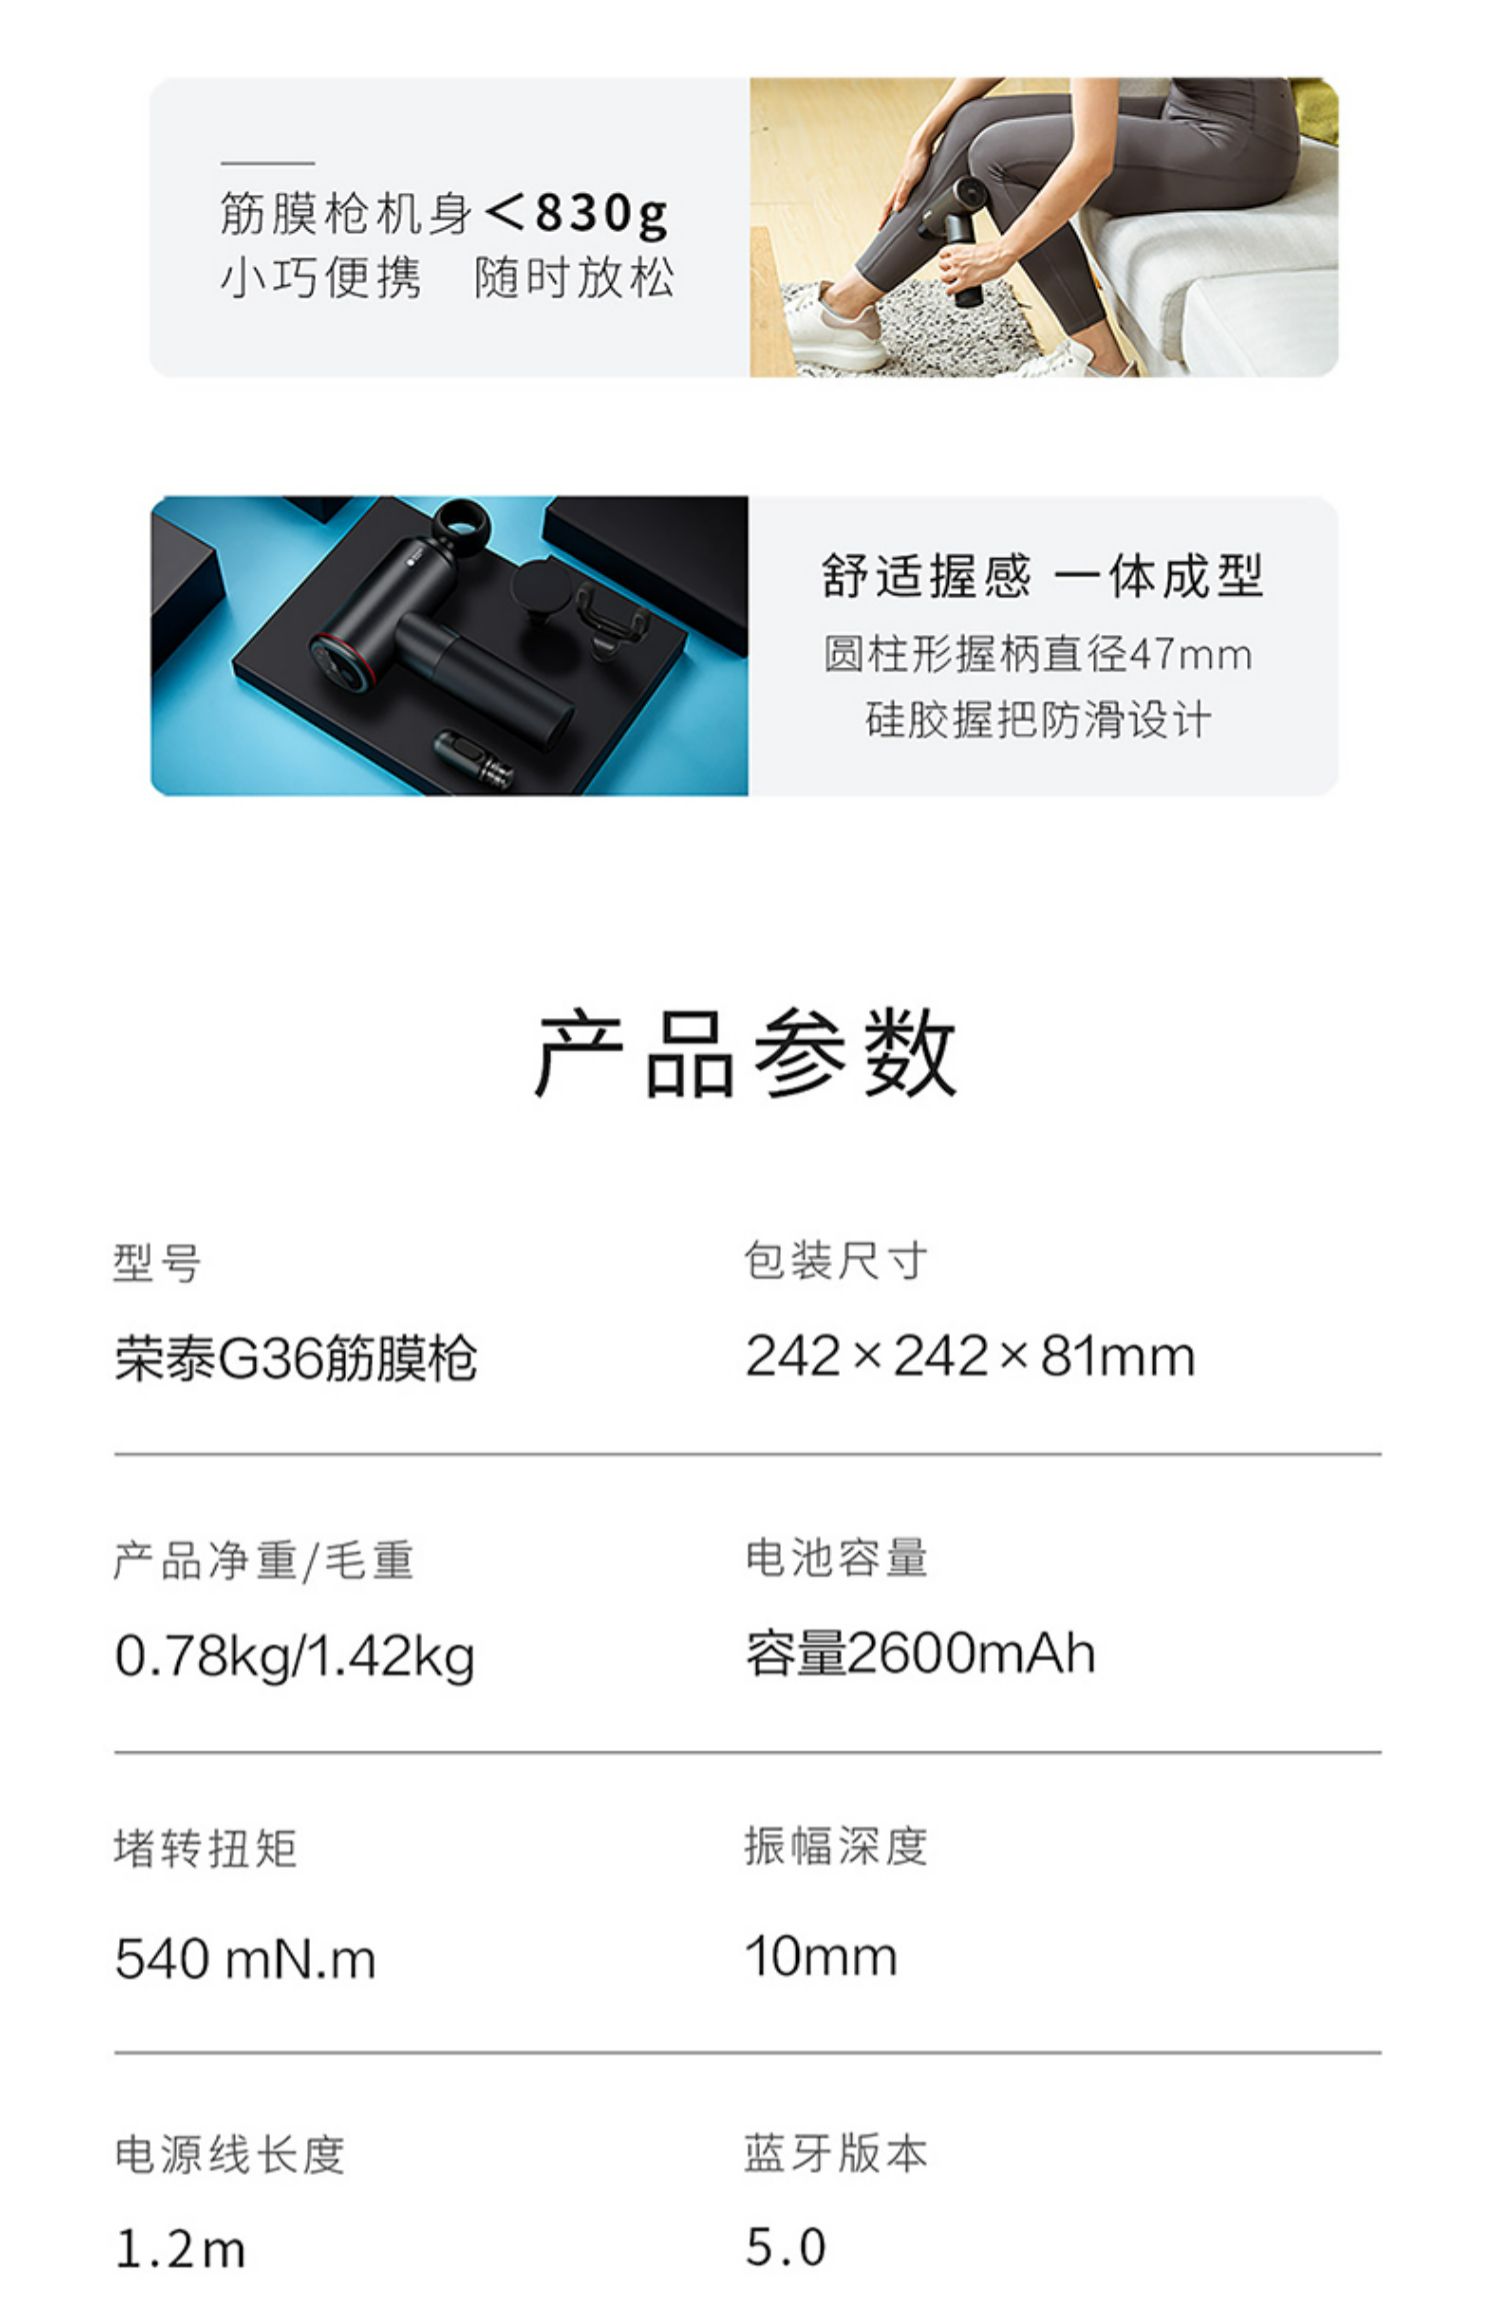 筋膜枪机身＜830g
小巧便携 随时放松
舒适握感 一体成型
圆柱形握柄直径47mm
硅胶握把防滑设计
产品参数
型号
包装尺寸
荣泰G36筋膜枪
242×242×81mm
产品净重/毛重
电池容量
0.78kg/1.42kg
容量2600mAh
堵转扭矩
振幅深度
540 mN.m
10mm
电源线长度
蓝牙版本
1.2m
5.0